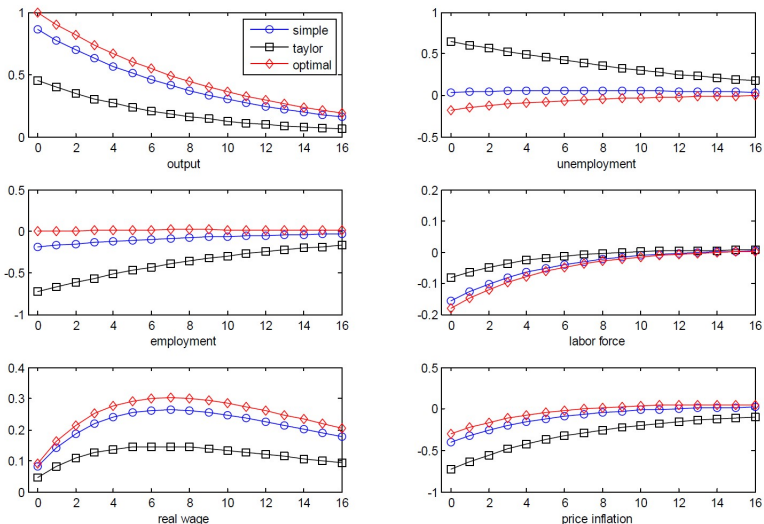 1
0.5
0
0 2 4 6 8 10 12 14 16
output
simple
taylor
optimal
1
0.5
0
-0.5
0 2 4 6 8 10 12 14 16
unemployment
0.5
0
-0.5
-1
0 2 4 6 8 10 12 14 16
employment
0.2
0.1
0
-0.1
-0.2
0 2 4 6 8 10 12 14 16
labor force
0.4
0.3
0.2
0.1
0
0 2 4 6 8 10 12 14 16
real wage
0.5
0
-0.5
-1
0 2 4 6 8 10 12 14 16
price inflation